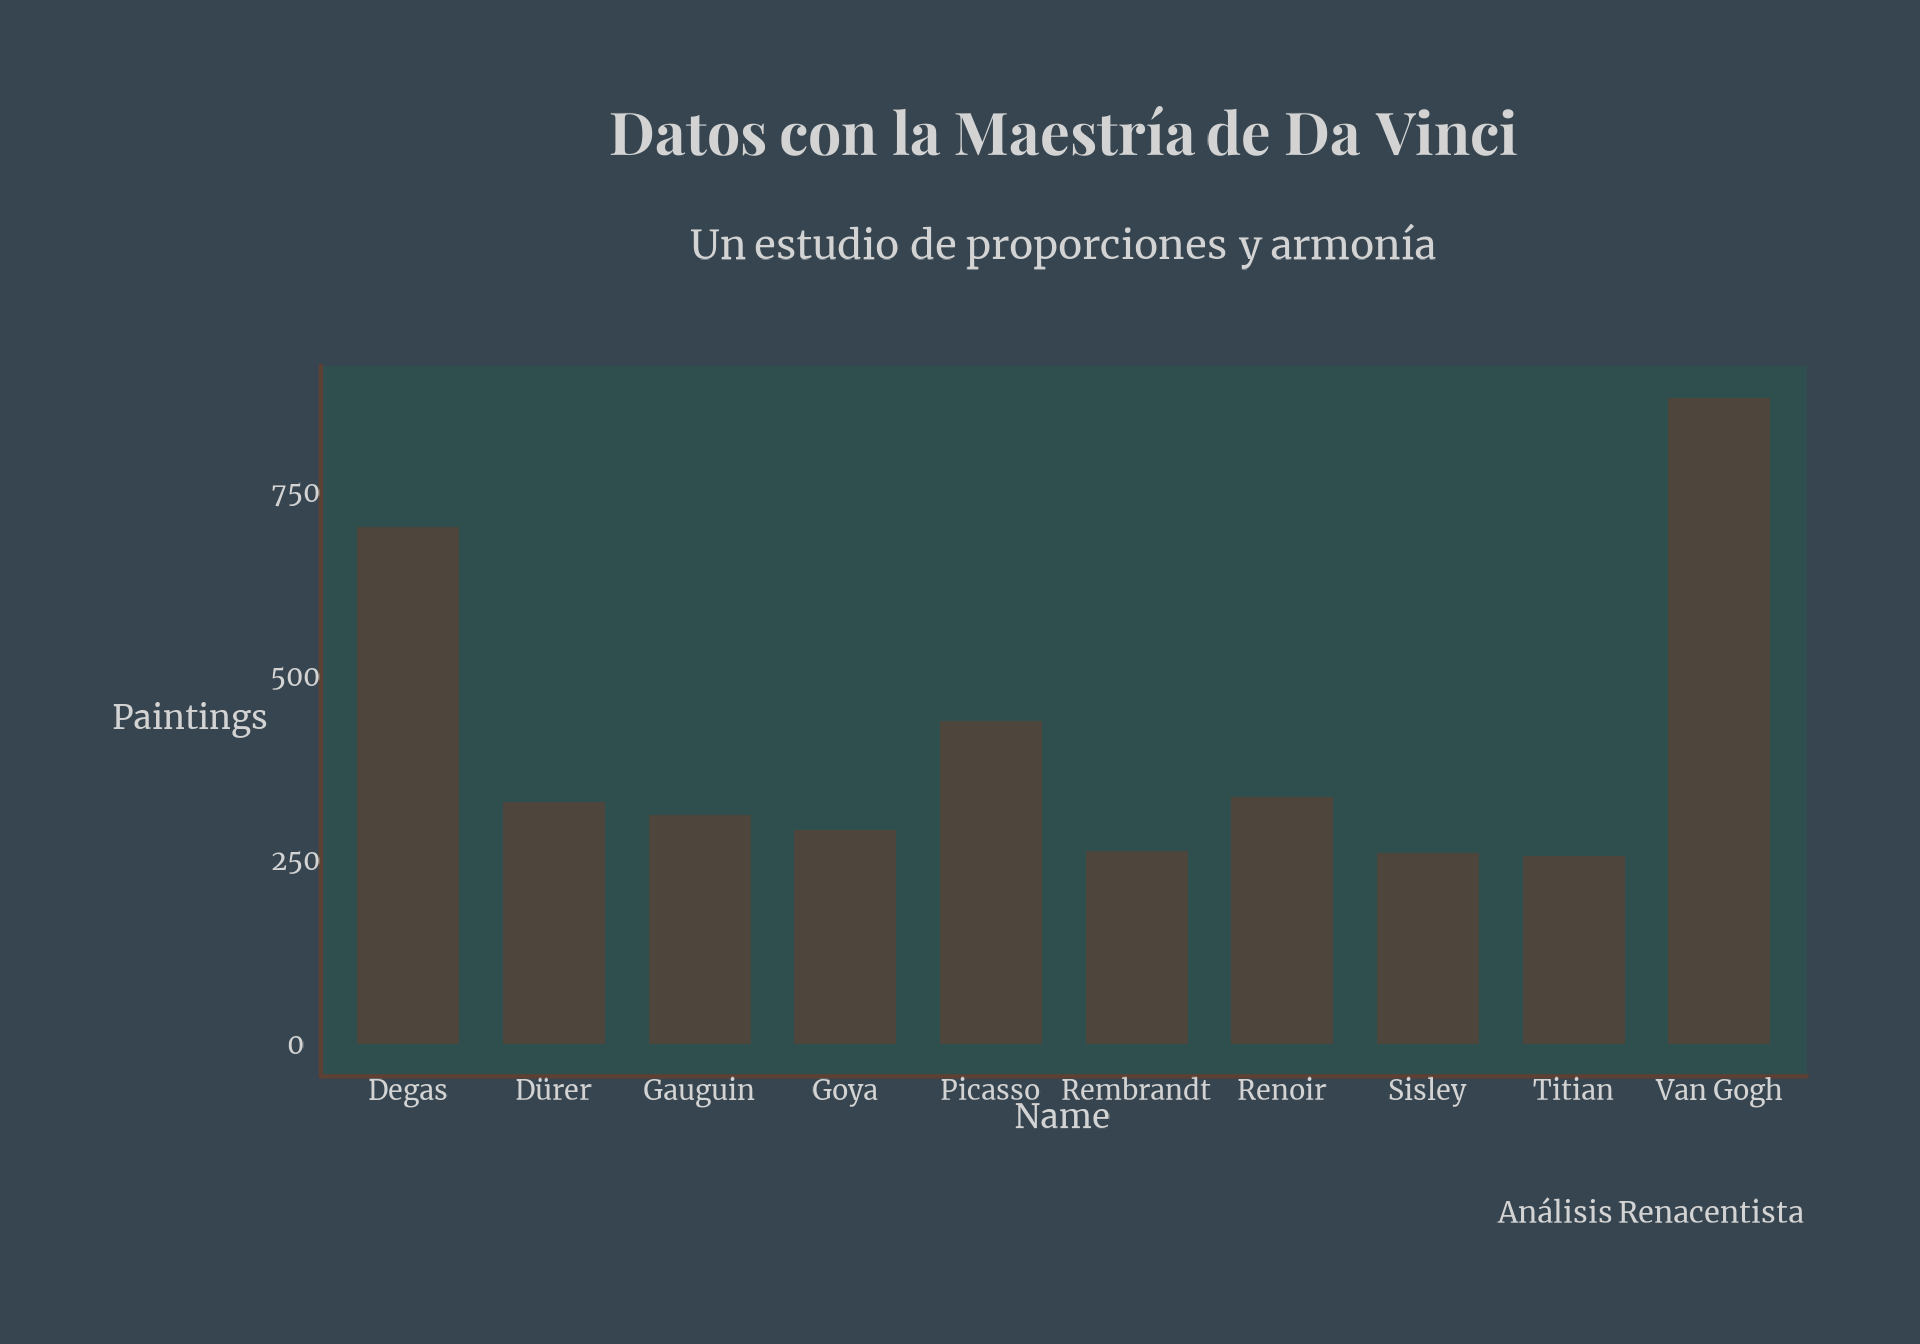 Datos con la Maestría de Da Vinci
Un estudio de proporciones y armonía
750
500
Paintings
250
0
Degas Dürer Gauguin Goya Picasso Rembrandt Renoir Sisley Titian Van Gogh
Name
Análisis Renacentista